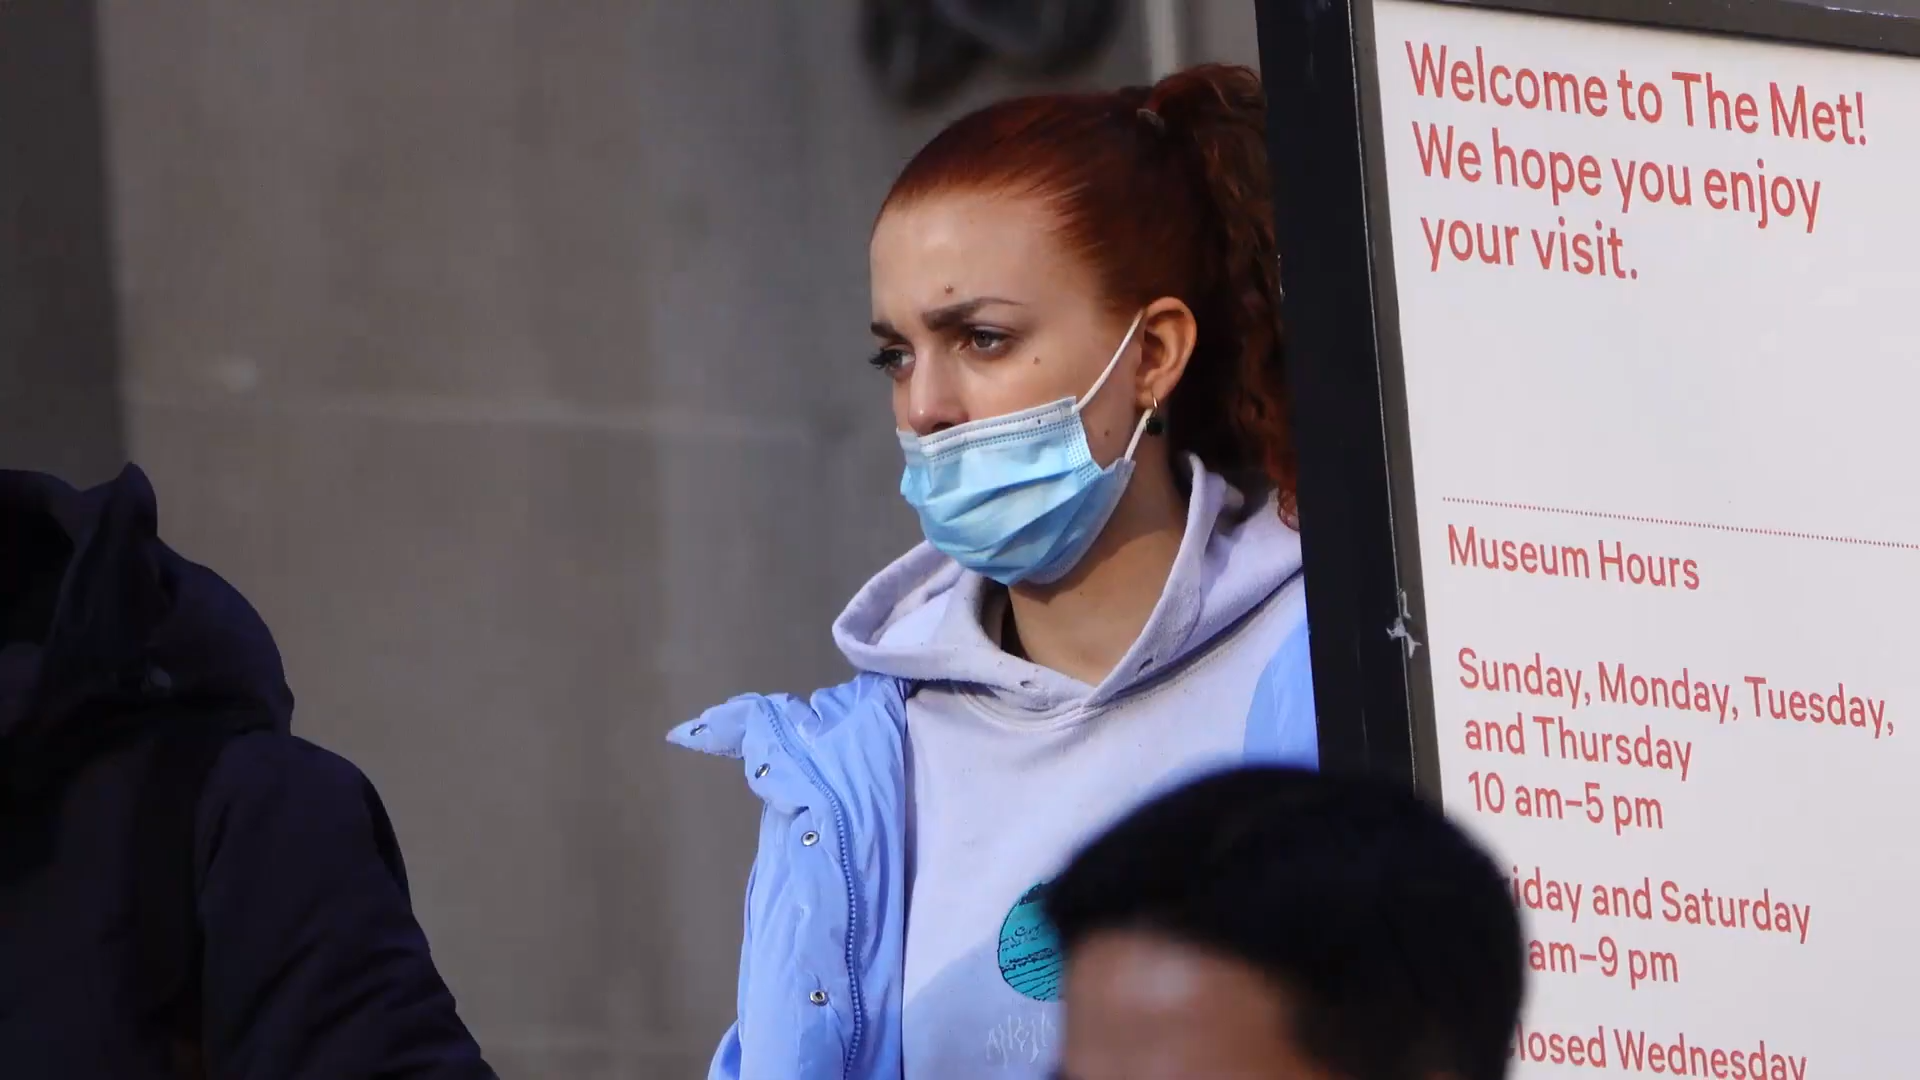 Welcome to The Met!
We hope you enjoy
your visit.
Museum Hours
Sunday, Monday, Tuesday,
and Thursday
10 am–5 pm
iday and Saturday
am–9 pm
losed Wednesday